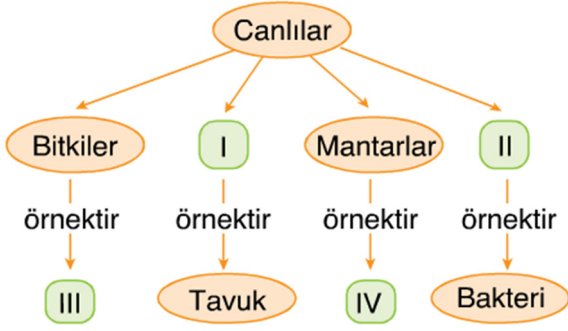 Canlılar
Bitkiler I Mantarlar II
örnektir örnektir örnektir örnektir
III Tavuk IV Bakteri